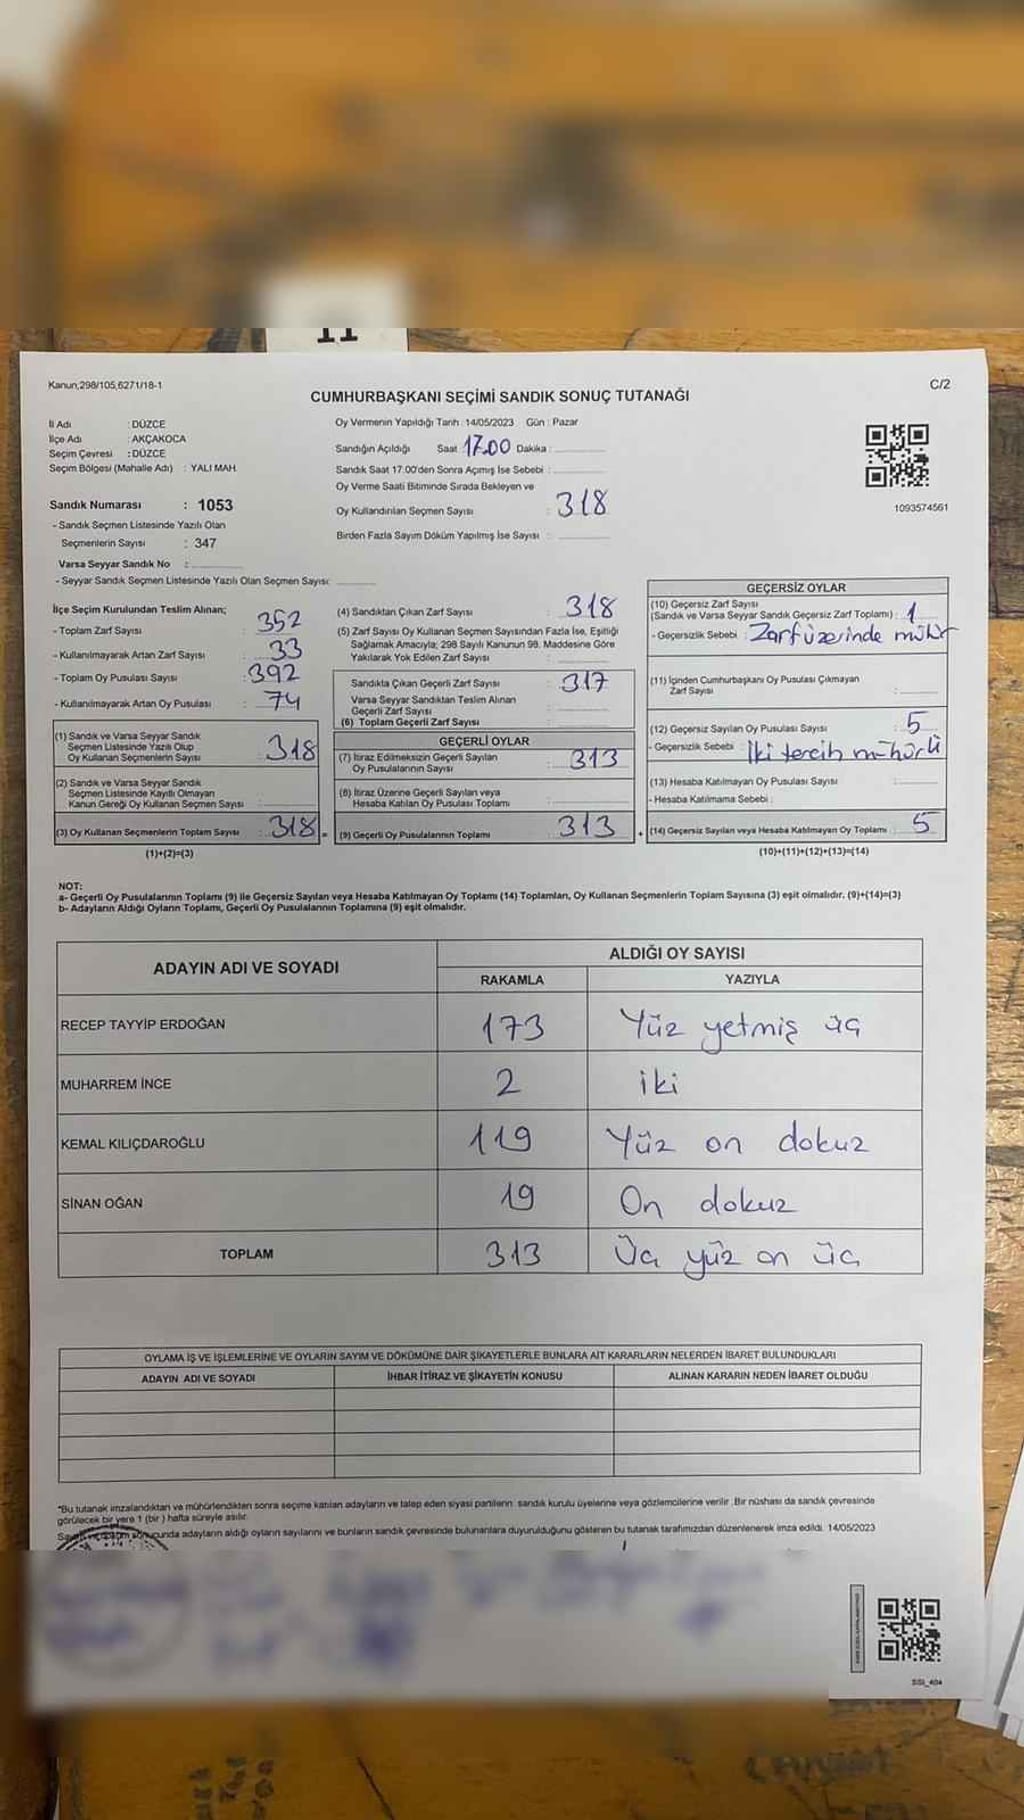 11
Kanun,298/105,6271/18-1
C/2
CUMHURBAŞKANI SEÇİMİ SANDIK SONUÇ TUTANAĞI
İl Adı : DÜZCE
İlçe Adı : AKÇAKOCA
Seçim Çevresi : DÜZCE
Seçim Bölgesi (Mahalle Adı) : YALI MAH.
Sandık Numarası : 1053
- Sandık Seçmen Listesinde Yazılı Olan
Seçmenlerin Sayısı : 347
Varsa Seyyar Sandık No :
- Seyyar Sandık Seçmen Listesinde Yazılı Olan Seçmen Sayısı:
Oy Vermenin Yapıldığı Tarih : 14/05/2023 Gün : Pazar
Sandığın Açıldığı Saat 17.00 Dakika :
Sandık Saat 17:00'den Sonra Açmış İse Sebebi :
Oy Verme Saati Bitiminde Sırada Bekleyen ve
Oy Kullandırılan Seçmen Sayısı : 318
Birden Fazla Sayım Döküm Yapılmış İse Sayısı :
1093574561
İlçe Seçim Kurulundan Teslim Alınan;
- Toplam Zarf Sayısı : 352
- Kullanılmayarak Artan Zarf Sayısı : 33
- Toplam Oy Pusulası Sayısı : 392
- Kullanılmayarak Artan Oy Pusulası : 74
(1) Sandık ve Varsa Seyyar Sandık
Seçmen Listesinde Yazılı Olup
Oy Kullanan Seçmenlerin Sayısı : 318
(2) Sandık ve Varsa Seyyar Sandık
Seçmen Listesinde Kayıtlı Olmayan
Kanun Gereği Oy Kullanan Seçmen Sayısı :
(3) Oy Kullanan Seçmenlerin Toplam Sayısı : 318 =
(1)+(2)=(3)
(4) Sandıktan Çıkan Zarf Sayısı : 318
(5) Zarf Sayısı Oy Kullanan Seçmen Sayısından Fazla İse, Eşitliği
Sağlamak Amacıyla; 298 Sayılı Kanunun 98. Maddesine Göre
Yakılarak Yok Edilen Zarf Sayısı :
Sandıkta Çıkan Geçerli Zarf Sayısı : 317
Varsa Seyyar Sandıktan Teslim Alınan
Geçerli Zarf Sayısı :
(6) Toplam Geçerli Zarf Sayısı :
GEÇERLİ OYLAR
(7) İtiraz Edilmeksizin Geçerli Sayılan
Oy Pusulalarının Sayısı : 313
(8) İtiraz Üzerine Geçerli Sayılan veya
Hesaba Katılan Oy Pusulası Toplamı :
(9) Geçerli Oy Pusulalarının Toplamı : 313 +
GEÇERSİZ OYLAR
(10) Geçersiz Zarf Sayısı
(Sandık ve Varsa Seyyar Sandık Geçersiz Zarf Toplamı) : 1
- Geçersizlik Sebebi : Zarf üzerinde mühür
(11) İçinden Cumhurbaşkanı Oy Pusulası Çıkmayan
Zarf Sayısı :
(12) Geçersiz Sayılan Oy Pusulası Sayısı : 5
- Geçersizlik Sebebi : İki tercih mühürlü
(13) Hesaba Katılmayan Oy Pusulası Sayısı :
- Hesaba Katılmama Sebebi :
(14) Geçersiz Sayılan veya Hesaba Katılmayan Oy Toplamı : 5
(10)+(11)+(12)+(13)=(14)
NOT:
a- Geçerli Oy Pusulalarının Toplamı (9) ile Geçersiz Sayılan veya Hesaba Katılmayan Oy Toplamı (14) Toplamları, Oy Kullanan Seçmenlerin Toplam Sayısına (3) eşit olmalıdır. (9)+(14)=(3)
b- Adayların Aldığı Oyların Toplamı, Geçerli Oy Pusulalarının Toplamına (9) eşit olmalıdır.
ADAYIN ADI VE SOYADI
ALDIĞI OY SAYISI
RAKAMLA YAZIYLA
RECEP TAYYİP ERDOĞAN 173 Yüz yetmiş üç
MUHARREM İNCE 2 iki
KEMAL KILIÇDAROĞLU 119 Yüz on dokuz
SİNAN OĞAN 19 On dokuz
TOPLAM 313 Üç yüz on üç
OYLAMA İŞ VE İŞLEMLERİNE VE OYLARIN SAYIM VE DÖKÜMÜNE DAİR ŞİKAYETLERLE BUNLARA AİT KARARLARIN NELERDEN İBARET BULUNDUKLARI
ADAYIN ADI VE SOYADI İHBAR İTİRAZ VE ŞİKAYETİN KONUSU ALINAN KARARIN NEDEN İBARET OLDUĞU
*Bu tutanak imzalandıktan ve mühürlendikten sonra seçime katılan adayların ve talep eden siyasi partilerin sandık kurulu üyelerine veya gözlemcilerine verilir. Bir nüshası da sandık çevresinde
görülecek bir yere 1 (bir) hafta süreyle asılır.
sonucunda adayların aldığı oyların sayılarını ve bunların sandık çevresinde bulunanlara duyurulduğunu gösteren bu tutanak tarafımızdan düzenlenerek imza edildi. 14/05/2023
SSI_404